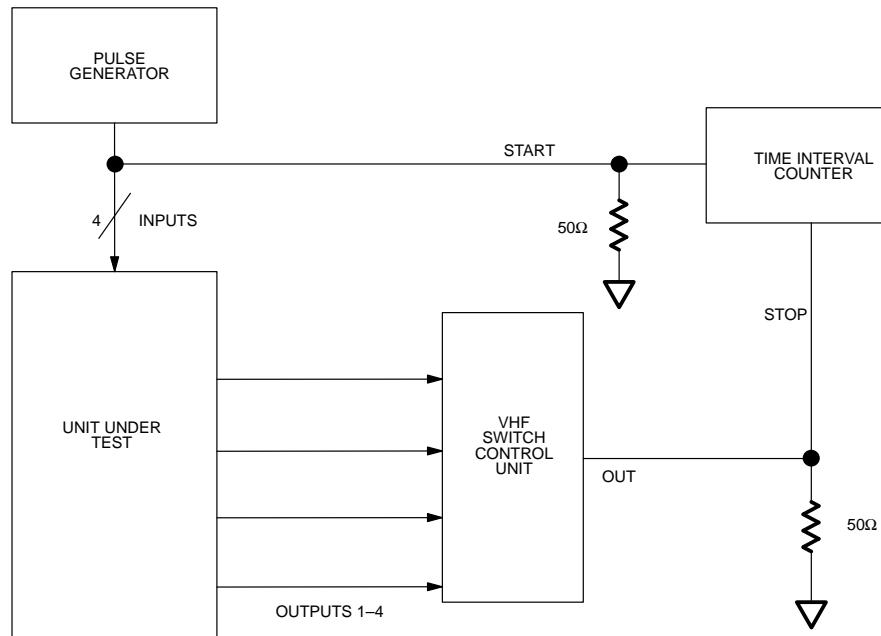 PULSE
GENERATOR
START
TIME INTERVAL
COUNTER
4
INPUTS
50Ω
STOP
UNIT UNDER
TEST
VHF
SWITCH
CONTROL
UNIT
OUT
50Ω
OUTPUTS 1–4